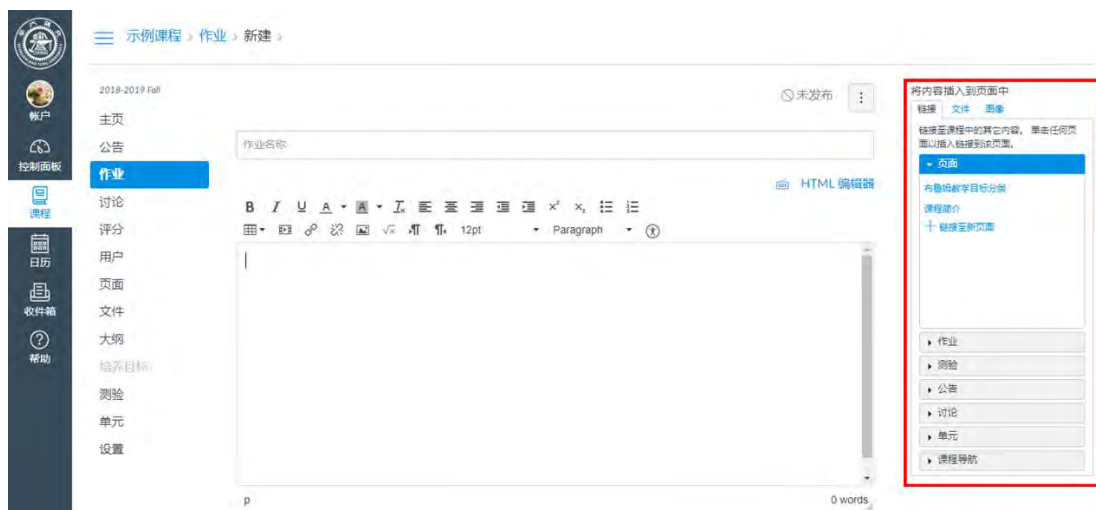 示例课程 › 作业 › 新建 ›
帐户
控制面板
课程
日历
收件箱
帮助
2018-2019 Fall
主页
公告
作业
讨论
评分
用户
页面
文件
大纲
培养目标
测验
单元
设置
未发布
作业名称
HTML 编辑器
B I U A A
12pt Paragraph
p
0 words
将内容插入到页面中
链接 文件 图像
链接至课程中的其它内容。 单击任何页
面以插入链接到该页面。
页面
布鲁姆教学目标分类
课程简介
链接至新页面
作业
测验
公告
讨论
单元
课程导航